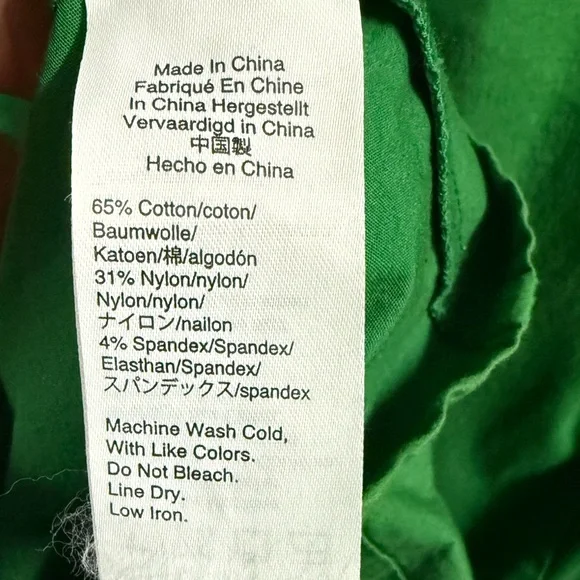 Made In China
Fabriqué En Chine
In China Hergestellt
Vervaardigd in China
中国製
Hecho en China
65% Cotton/coton/
Baumwolle/
Katoen/棉/algodón
31% Nylon/nylon/
Nylon/nylon/
ナイロン/nailon
4% Spandex/Spandex/
Elasthan/Spandex/
スパンデックス/spandex
Machine Wash Cold,
With Like Colors.
Do Not Bleach.
Line Dry.
Low Iron.